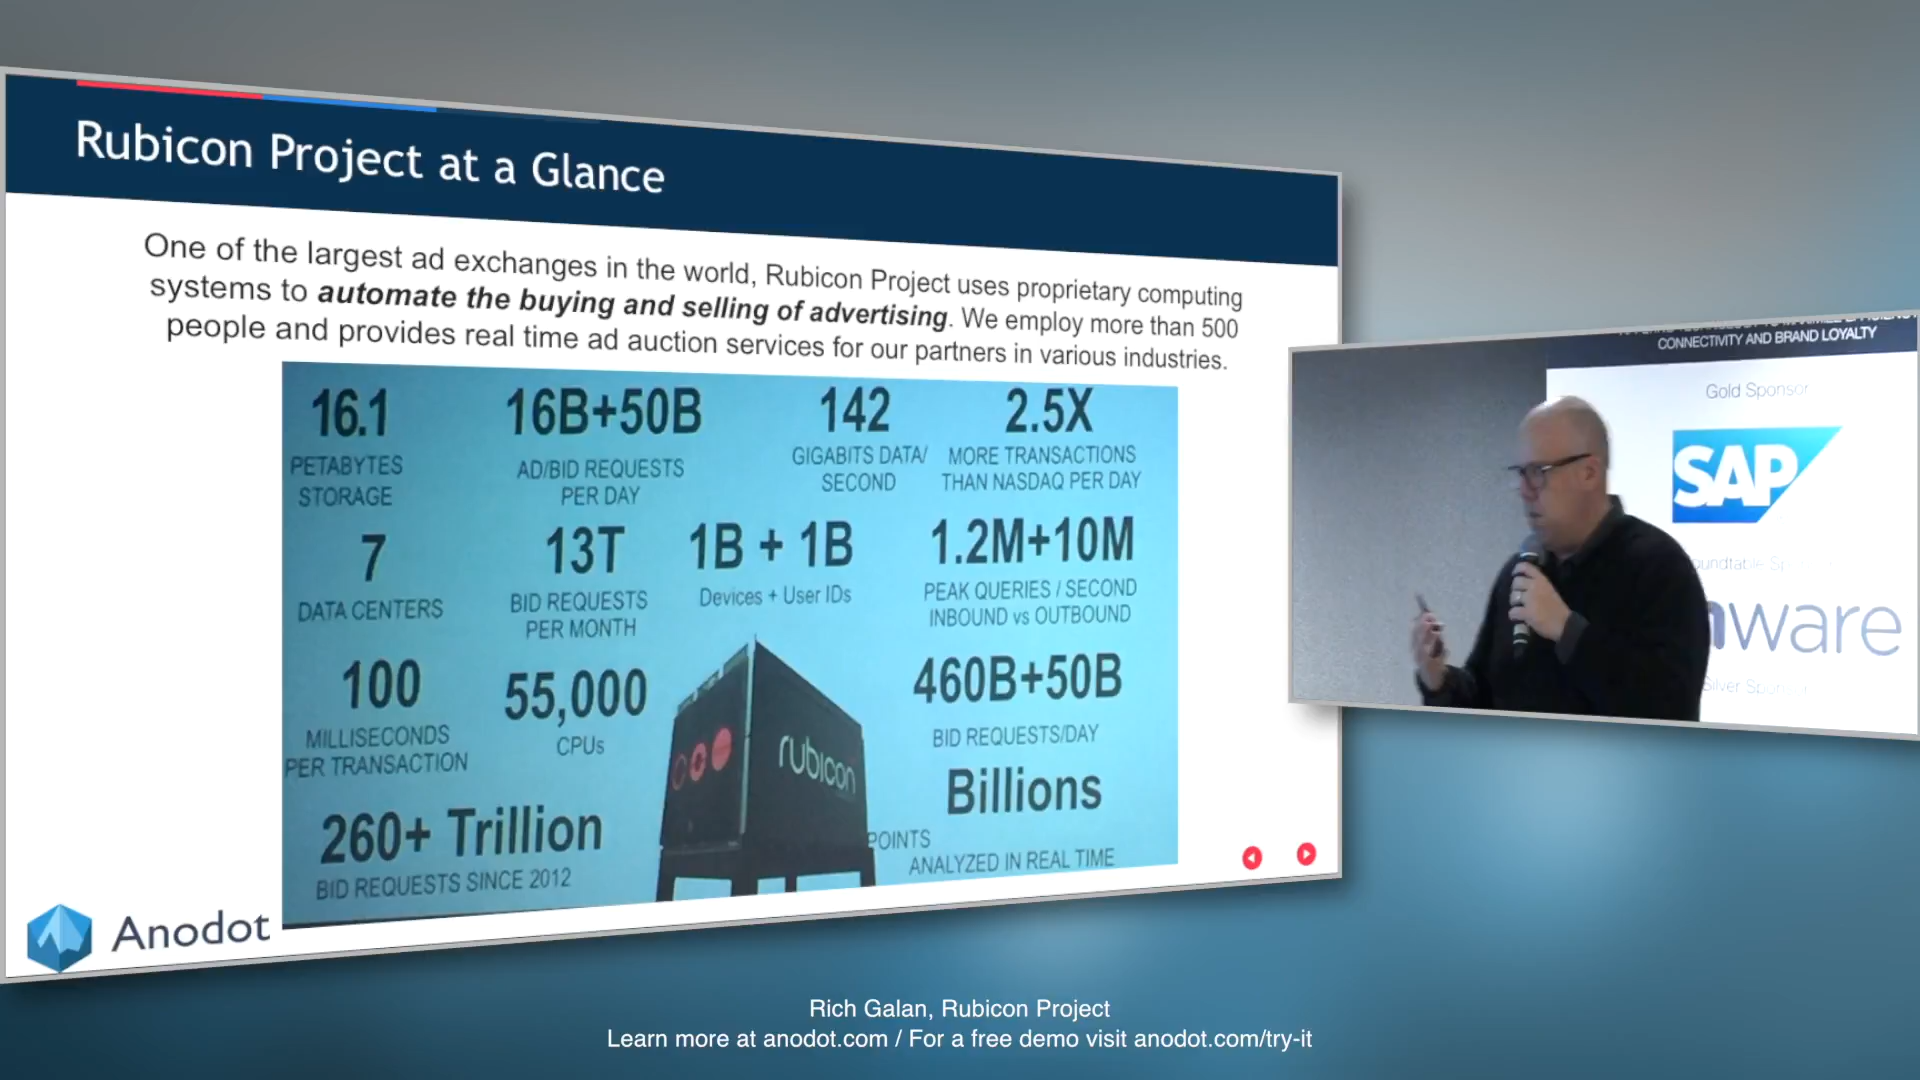 Rubicon Project at a Glance
One of the largest ad exchanges in the world, Rubicon Project uses proprietary computing
systems to automate the buying and selling of advertising. We employ more than 500
people and provides real time ad auction services for our partners in various industries.
16.1
PETABYTES
STORAGE
16B+50B
AD/BID REQUESTS
PER DAY
142
GIGABITS DATA/
SECOND
2.5X
MORE TRANSACTIONS
THAN NASDAQ PER DAY
7
DATA CENTERS
13T
BID REQUESTS
PER MONTH
1B + 1B
Devices + User IDs
1.2M+10M
PEAK QUERIES / SECOND
INBOUND vs OUTBOUND
100
MILLISECONDS
PER TRANSACTION
55,000
CPUs
460B+50B
BID REQUESTS/DAY
rubicon
260+ Trillion
BID REQUESTS SINCE 2012
Billions
POINTS
ANALYZED IN REAL TIME
Anodot
CONNECTIVITY AND BRAND LOYALTY
Gold Sponsor
SAP
ware
Silver Sponsor
Rich Galan, Rubicon Project
Learn more at anodot.com / For a free demo visit anodot.com/try-it